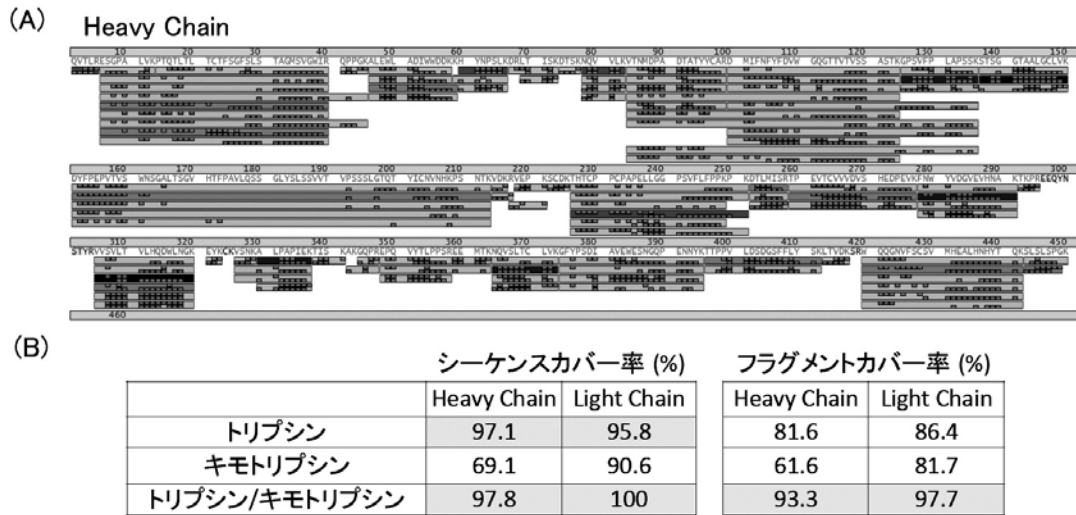 (A)
Heavy Chain
10 20 30 40 50 60 70 80 90 100 110 120 130 140 150
QVTLRESGPA LVKPTQTLTL TCTFSGFSLS TAGMSVGWIR QPPGKALEWL ADIWWDDKKH YNPSLKDRLT ISKDTSKNQV VLKVTNMDPA DTATYYCARD MIFNFYFDVW GQGTTVTVSS ASTKGPSVFP LAPSSKSTSG GTAALGCLVK
160 170 180 190 200 210 220 230 240 250 260 270 280 290 300
DYFPEPVTVS WNSGALTSGV HTFPAVLQSS GLYSLSSVVT VPSSSLGTQT YICNVNHKPS NTKVDKRVEP KSCDKTHTCP PCPAPELLGG PSVFLFPPKP KDTLMISRTP EVTCVVVDVS HEDPEVKFNW YVDGVEVHNA KTKPREEQYN
310 320 330 340 350 360 370 380 390 400 410 420 430 440 450
STYRVVSVLT VLHQDWLNGK EYKCKVSNKA LPAPIEKTIS KAKGQPREPQ VYTLPPSREE MTKNQVSLTC LVKGFYPSDI AVEWESNGQP ENNYKTTPPV LDSDGSFFLY SKLTVDKSRW QQGNVFSCSV MHEALHNHYT QKSLSLSPGK
460
(B)
シーケンスカバー率 (%) フラグメントカバー率 (%)
Heavy Chain Light Chain Heavy Chain Light Chain
トリプシン 97.1 95.8 81.6 86.4
キモトリプシン 69.1 90.6 61.6 81.7
トリプシン/キモトリプシン 97.8 100 93.3 97.7